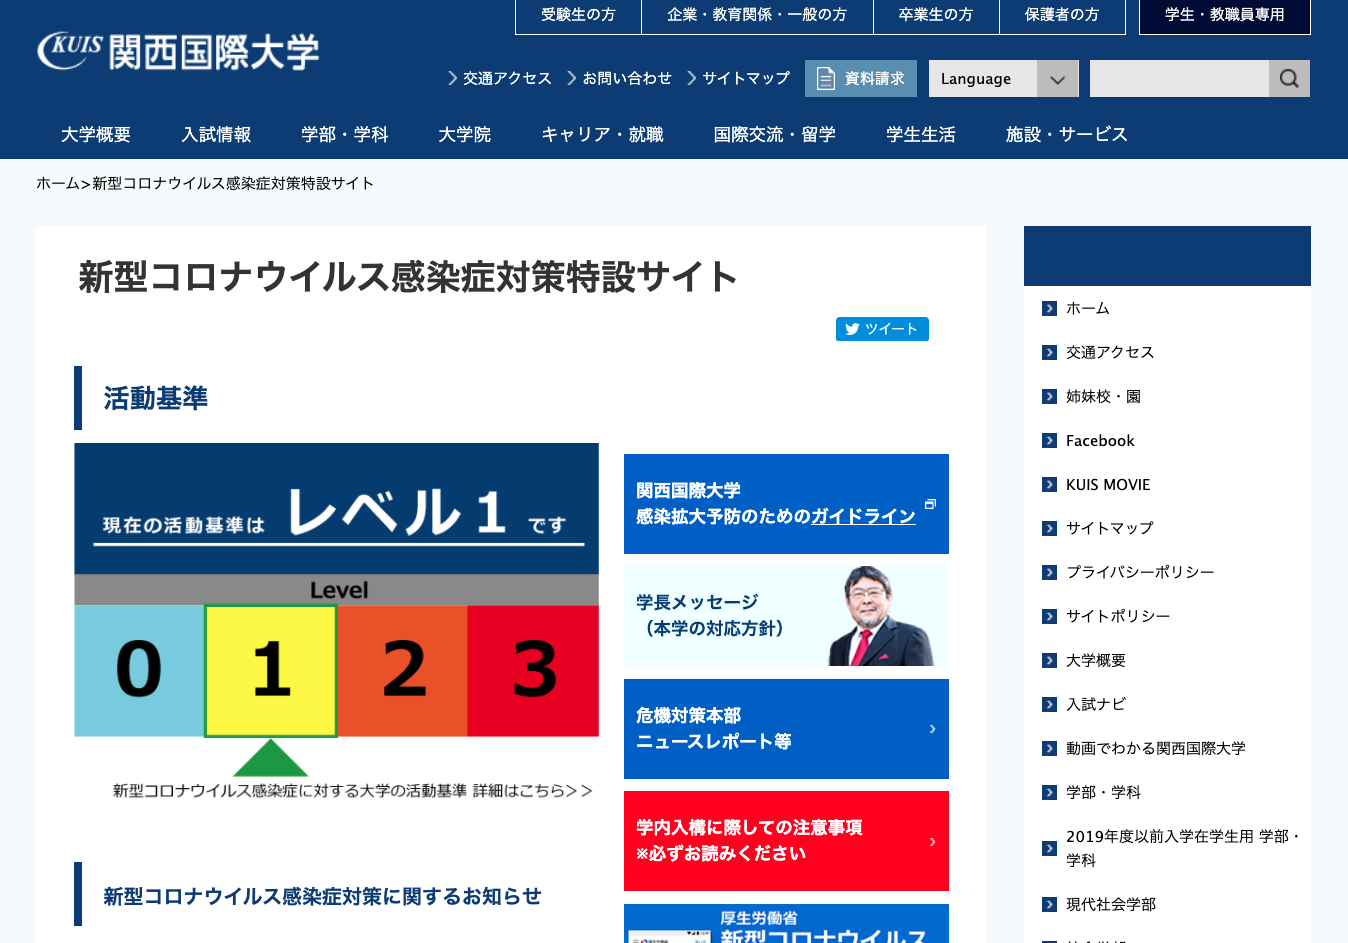 受験生の方
企業・教育関係・一般の方
卒業生の方
保護者の方
学生・教職員専用
KUIS 関西国際大学
交通アクセス
お問い合わせ
サイトマップ
資料請求
Language
大学概要
入試情報
学部・学科
大学院
キャリア・就職
国際交流・留学
学生生活
施設・サービス
ホーム>新型コロナウイルス感染症対策特設サイト
新型コロナウイルス感染症対策特設サイト
ツイート
活動基準
現在の活動基準は レベル１ です
Level
0
1
2
3
新型コロナウイルス感染症に対する大学の活動基準 詳細はこちら＞＞
新型コロナウイルス感染症対策に関するお知らせ
関西国際大学
感染拡大予防のためのガイドライン
学長メッセージ
（本学の対応方針）
危機対策本部
ニュースレポート等
学内入構に際しての注意事項
※必ずお読みください
厚生労働省
新型コロナウイルス
ホーム
交通アクセス
姉妹校・園
Facebook
KUIS MOVIE
サイトマップ
プライバシーポリシー
サイトポリシー
大学概要
入試ナビ
動画でわかる関西国際大学
学部・学科
2019年度以前入学在学生用 学部・
学科
現代社会学部